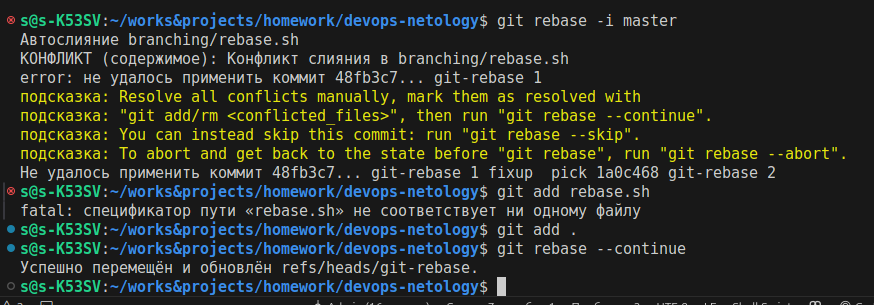 s@s-K53SV:~/works&projects/homework/devops-netology$ git rebase -i master
Автослияние branching/rebase.sh
КОНФЛИКТ (содержимое): Конфликт слияния в branching/rebase.sh
error: не удалось применить коммит 48fb3c7... git-rebase 1
подсказка: Resolve all conflicts manually, mark them as resolved with
подсказка: "git add/rm <conflicted_files>", then run "git rebase --continue".
подсказка: You can instead skip this commit: run "git rebase --skip".
подсказка: To abort and get back to the state before "git rebase", run "git rebase --abort".
Не удалось применить коммит 48fb3c7... git-rebase 1 fixup  pick 1a0c468 git-rebase 2
s@s-K53SV:~/works&projects/homework/devops-netology$ git add rebase.sh
fatal: спецификатор пути «rebase.sh» не соответствует ни одному файлу
s@s-K53SV:~/works&projects/homework/devops-netology$ git add .
s@s-K53SV:~/works&projects/homework/devops-netology$ git rebase --continue
Успешно перемещён и обновлён refs/heads/git-rebase.
s@s-K53SV:~/works&projects/homework/devops-netology$